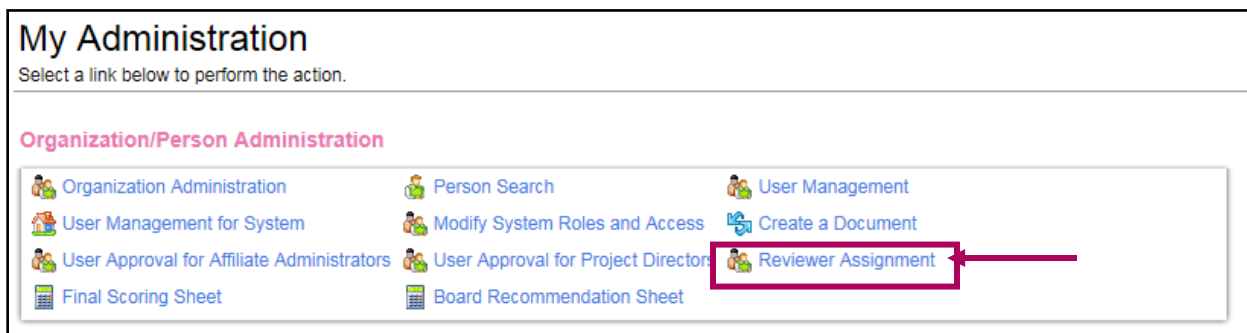 My Administration
Select a link below to perform the action.
Organization/Person Administration
Organization Administration Person Search User Management
User Management for System Modify System Roles and Access Create a Document
User Approval for Affiliate Administrators User Approval for Project Directors Reviewer Assignment
Final Scoring Sheet Board Recommendation Sheet